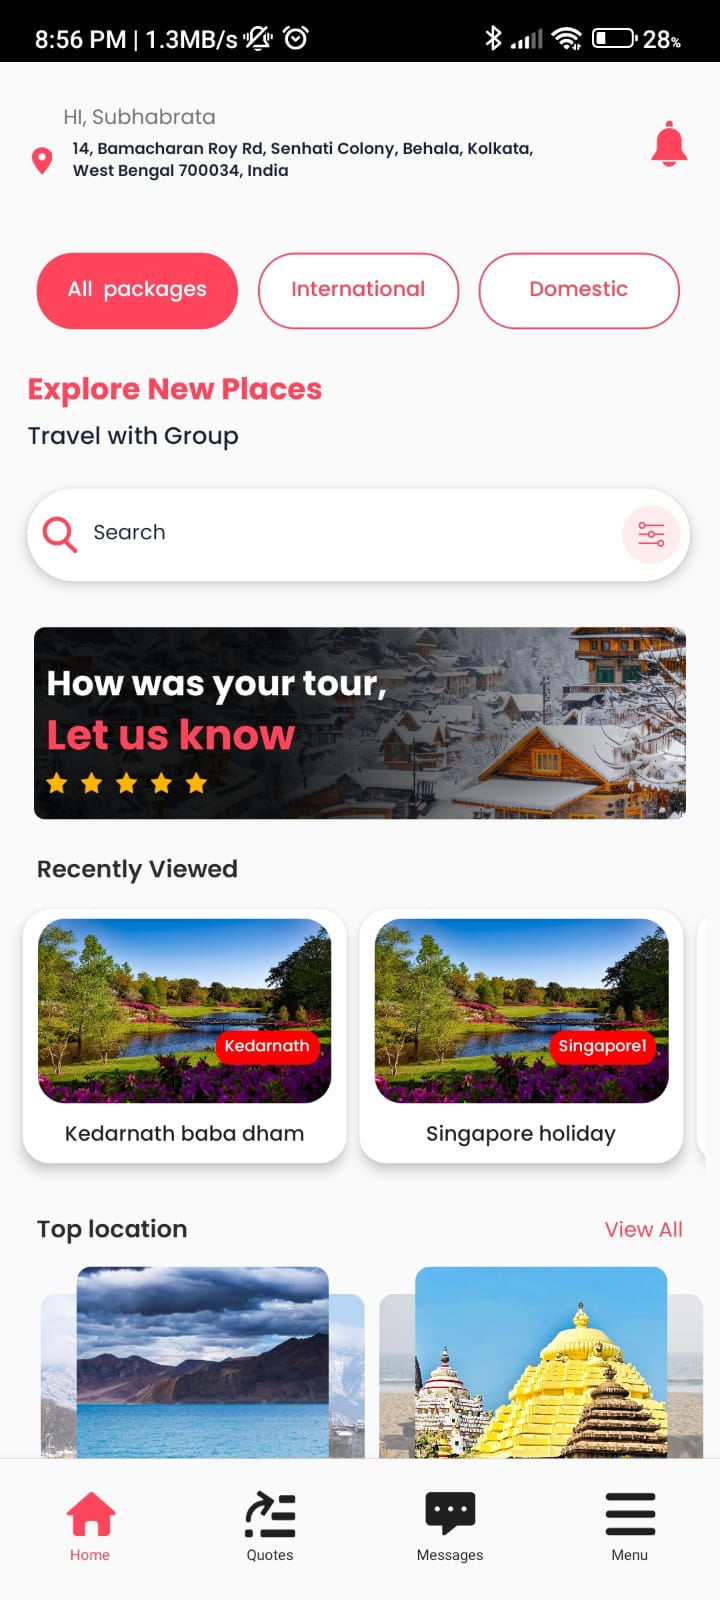 8:56 PM | 1.3MB/s
28%
HI, Subhabrata
14, Bamacharan Roy Rd, Senhati Colony, Behala, Kolkata,
West Bengal 700034, India
All packages
International
Domestic
Explore New Places
Travel with Group
Search
How was your tour,
Let us know
Recently Viewed
Kedarnath
Singapore1
Kedarnath baba dham
Singapore holiday
Top location
View All
Home
Quotes
Messages
Menu